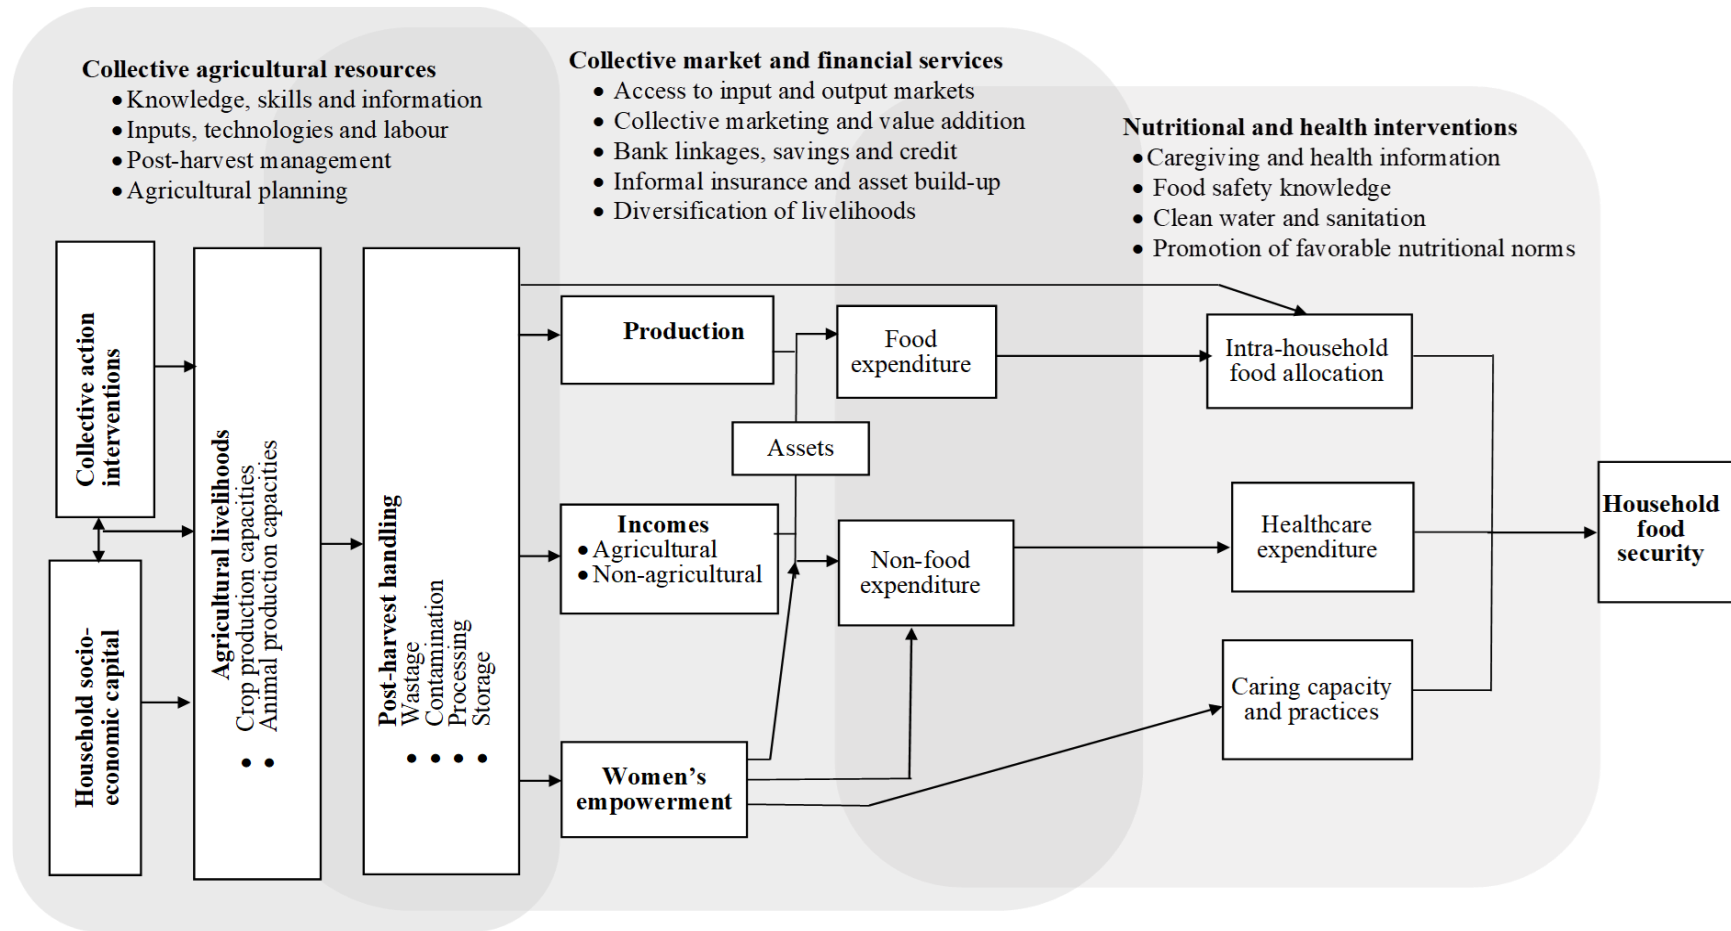 Collective agricultural resources
• Knowledge, skills and information
• Inputs, technologies and labour
• Post-harvest management
• Agricultural planning
Collective market and financial services
• Access to input and output markets
• Collective marketing and value addition
• Bank linkages, savings and credit
• Informal insurance and asset build-up
• Diversification of livelihoods
Nutritional and health interventions
• Caregiving and health information
• Food safety knowledge
• Clean water and sanitation
• Promotion of favorable nutritional norms
Collective action
interventions
Household socio-
economic capital
Agricultural livelihoods
• Crop production capacities
• Animal production capacities
Post-harvest handling
• Wastage
• Contamination
• Processing
• Storage
Production
Incomes
• Agricultural
• Non-agricultural
Women’s
empowerment
Assets
Food
expenditure
Non-food
expenditure
Intra-household
food allocation
Healthcare
expenditure
Caring capacity
and practices
Household
food
security